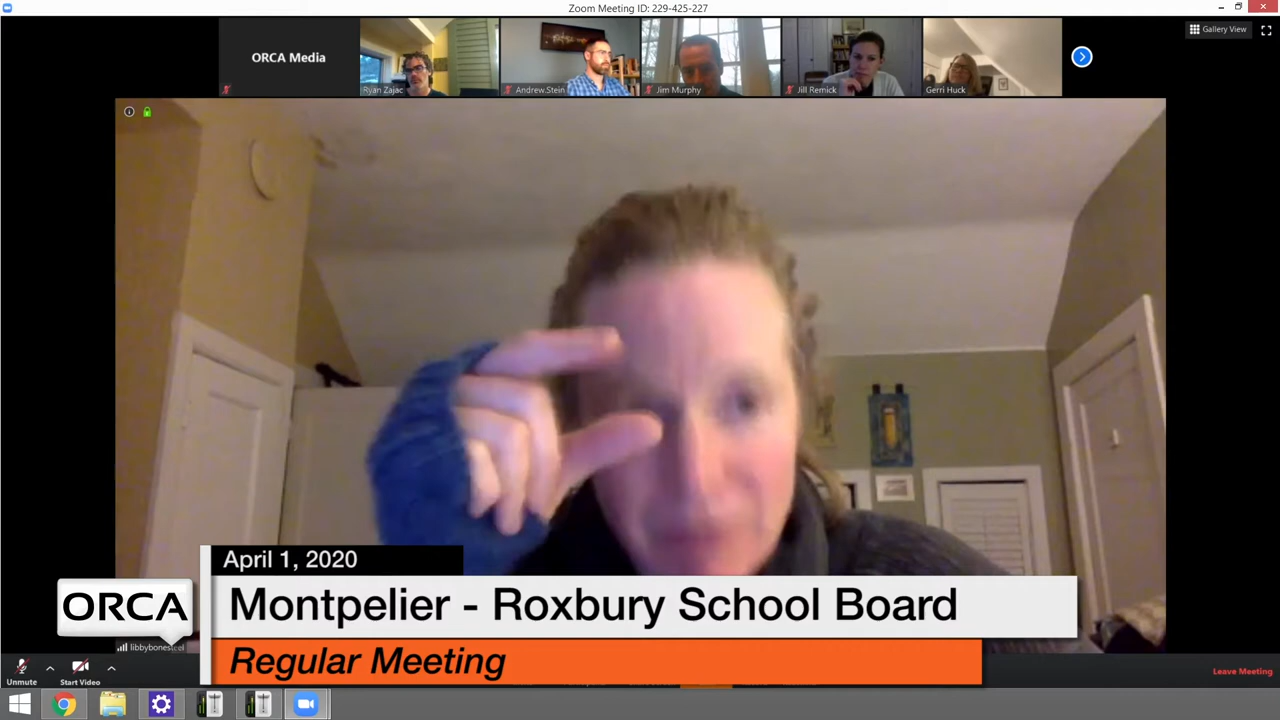 Zoom Meeting ID: 229-425-227
Gallery View
ORCA Media
Ryan Zajac
Andrew.Stein
Jim Murphy
Jill Remick
Gerri Huck
April 1, 2020
ORCA
Montpelier - Roxbury School Board
Regular Meeting
libbybonesteel
Unmute
Start Video
Leave Meeting